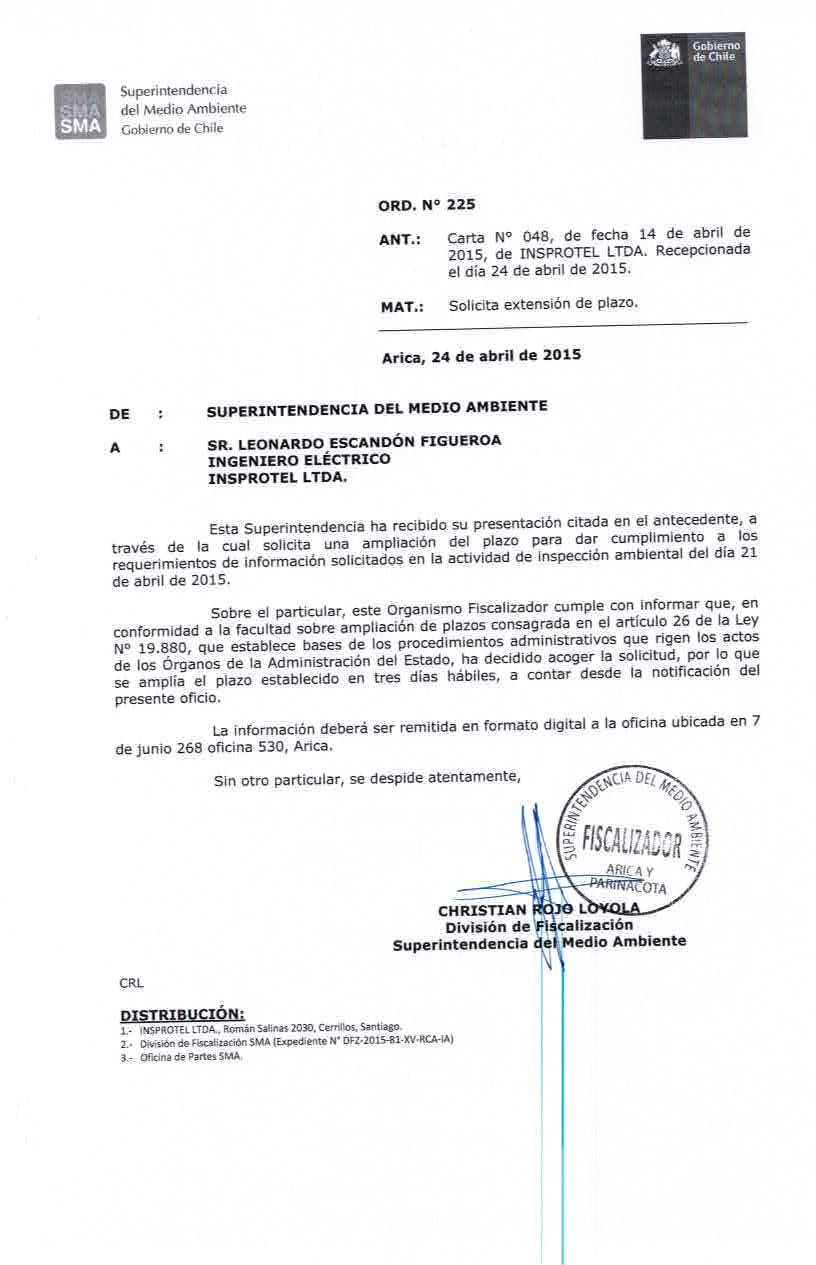 SMA
SMA
SMA
Superintendencia
del Medio Ambiente
Gobierno de Chile
Gobierno
de Chile
ORD. N° 225
ANT.: Carta N° 048, de fecha 14 de abril de
2015, de INSPROTEL LTDA. Recepcionada
el día 24 de abril de 2015.
MAT.: Solicita extensión de plazo.
Arica, 24 de abril de 2015
DE : SUPERINTENDENCIA DEL MEDIO AMBIENTE
A : SR. LEONARDO ESCANDÓN FIGUEROA
INGENIERO ELÉCTRICO
INSPROTEL LTDA.
Esta Superintendencia ha recibido su presentación citada en el antecedente, a
través de la cual solicita una ampliación del plazo para dar cumplimiento a los
requerimientos de información solicitados en la actividad de inspección ambiental del día 21
de abril de 2015.
Sobre el particular, este Organismo Fiscalizador cumple con informar que, en
conformidad a la facultad sobre ampliación de plazos consagrada en el artículo 26 de la Ley
N° 19.880, que establece bases de los procedimientos administrativos que rigen los actos
de los Órganos de la Administración del Estado, ha decidido acoger la solicitud, por lo que
se amplía el plazo establecido en tres días hábiles, a contar desde la notificación del
presente oficio.
La información deberá ser remitida en formato digital a la oficina ubicada en 7
de junio 268 oficina 530, Arica.
Sin otro particular, se despide atentamente,
SUPERINTENDENCIA DEL MEDIO AMBIENTE
FISCALIZADOR
ARICA Y
PARINACOTA
CHRISTIAN ROJO LOYOLA
División de Fiscalización
Superintendencia del Medio Ambiente
CRL
DISTRIBUCIÓN:
1.- INSPROTEL LTDA., Román Salinas 2030, Cerrillos, Santiago.
2.- División de Fiscalización SMA (Expediente N° DFZ-2015-81-XV-RCA-IA)
3.- Oficina de Partes SMA.